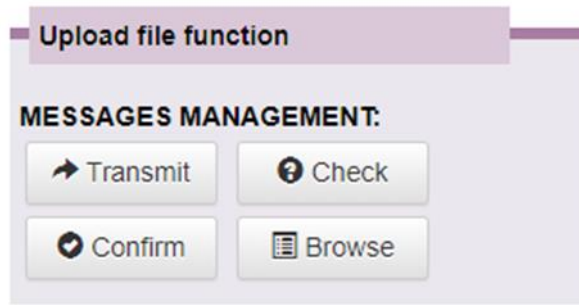 Upload file function
MESSAGES MANAGEMENT:
Transmit Check
Confirm Browse